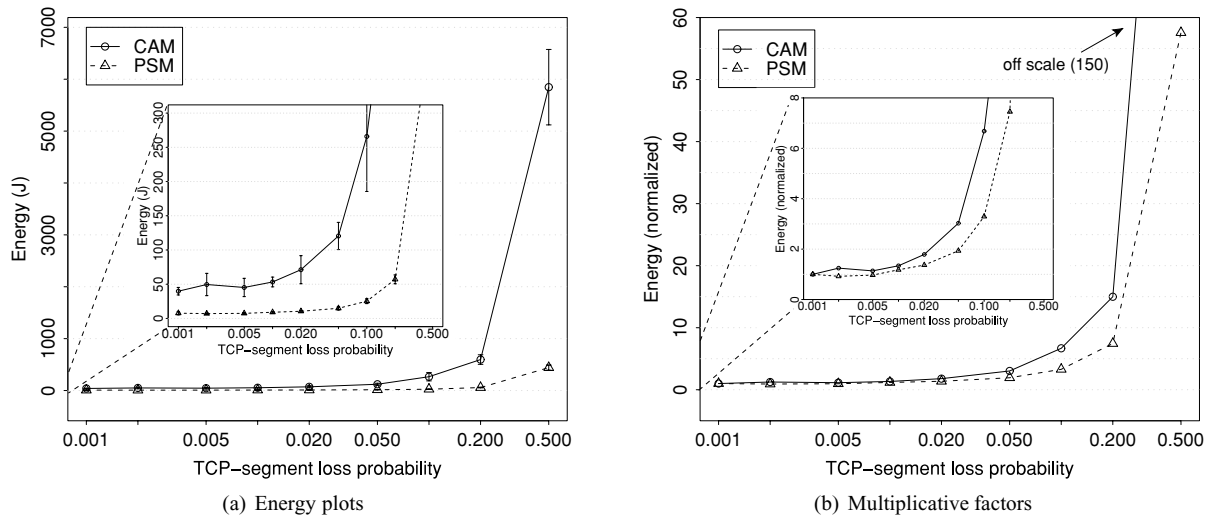 7000
5000
3000
1000
0
Energy (J)
CAM
PSM
300
250
200
150
100
50
0
Energy (J)
0.001 0.005 0.020 0.100 0.500
TCP−segment loss probability
0.001 0.005 0.020 0.050 0.200 0.500
TCP−segment loss probability
(a) Energy plots
60
50
40
30
20
10
0
Energy (normalized)
CAM
PSM
off scale (150)
8
6
4
2
0
Energy (normalized)
0.001 0.005 0.020 0.100 0.500
TCP−segment loss probability
0.001 0.005 0.020 0.050 0.200 0.500
TCP−segment loss probability
(b) Multiplicative factors